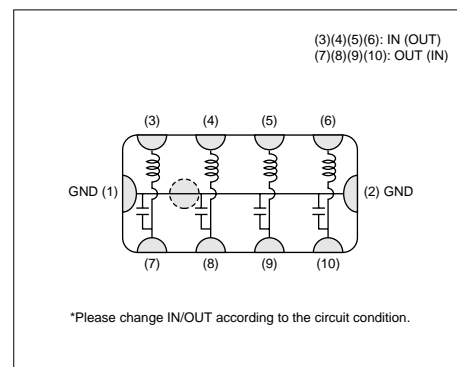 (3)(4)(5)(6): IN (OUT)
(7)(8)(9)(10): OUT (IN)
(3) (4) (5) (6)
GND (1) (2) GND
(7) (8) (9) (10)
*Please change IN/OUT according to the circuit condition.